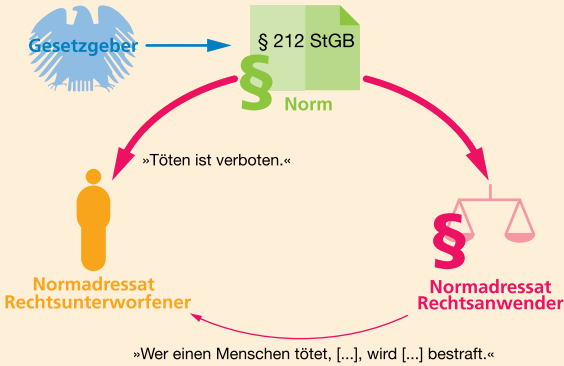 Gesetzgeber
§ 212 StGB
§
Norm
»Töten ist verboten.«
§
Normadressat
Rechtsunterworfener
Normadressat
Rechtsanwender
»Wer einen Menschen tötet, [...], wird [...] bestraft.«